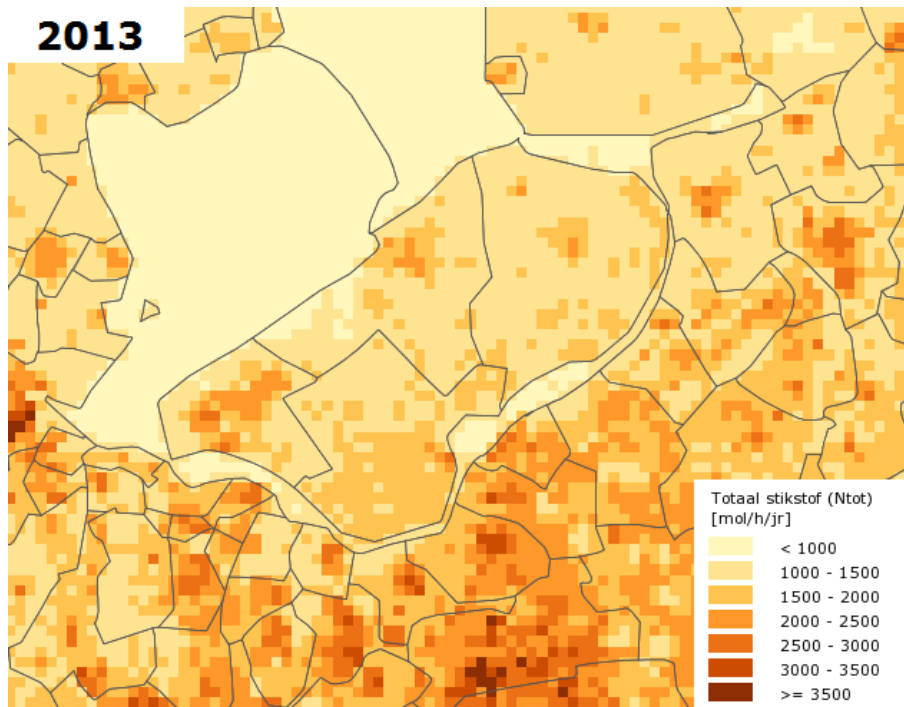 2013
Totaal stikstof (Ntot)
[mol/h/jr]
< 1000
1000 - 1500
1500 - 2000
2000 - 2500
2500 - 3000
3000 - 3500
>= 3500